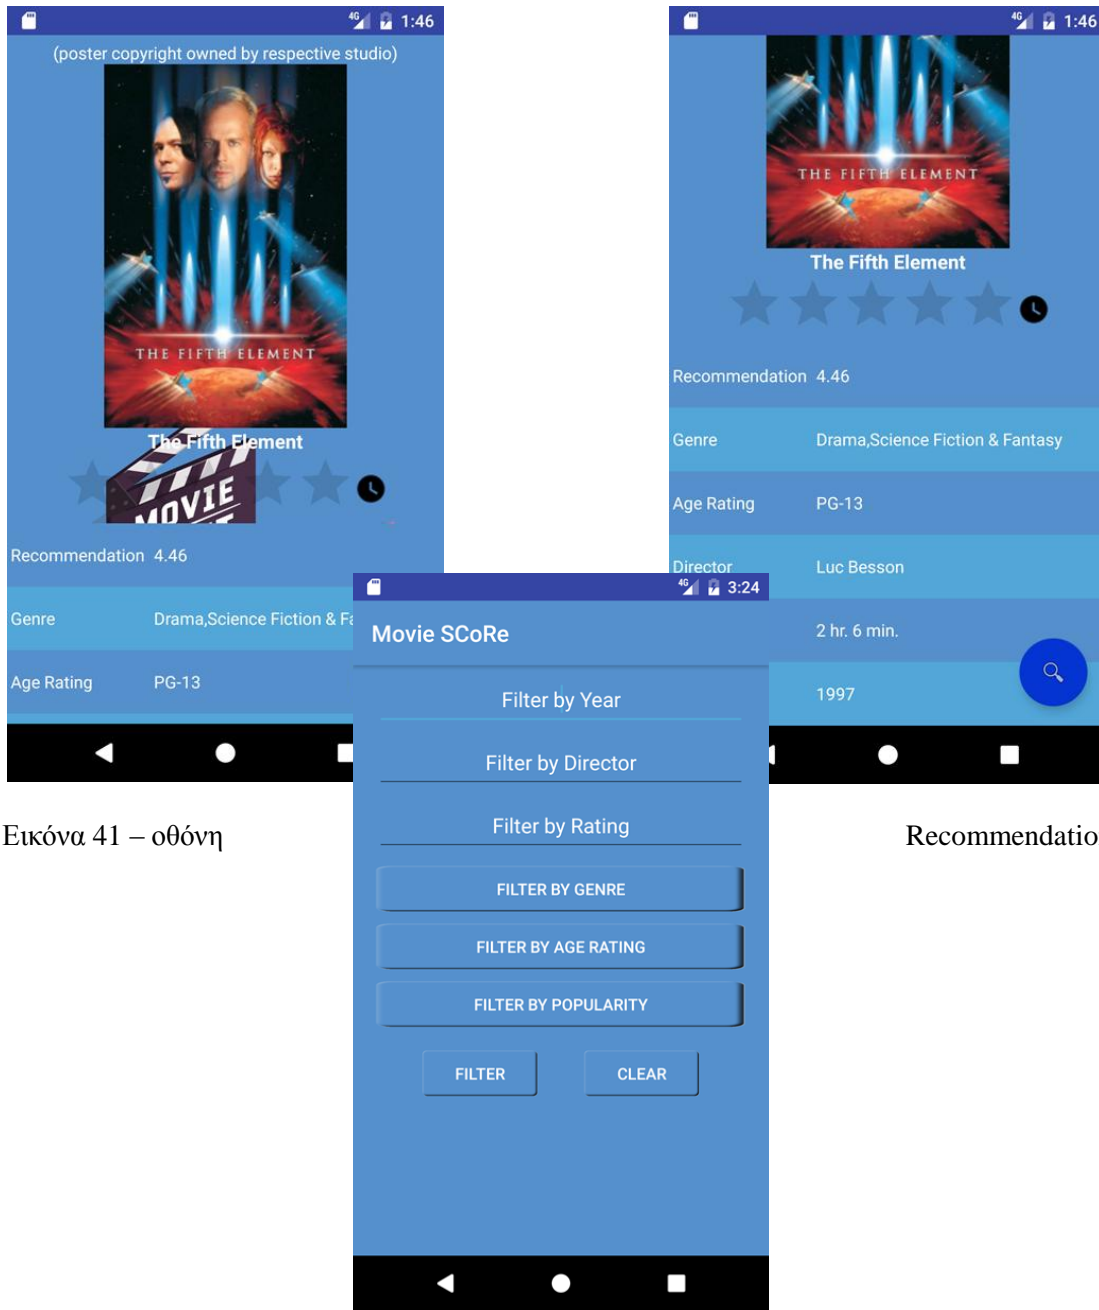 4G 1:46
(poster copyright owned by respective studio)
THE FIFTH ELEMENT
The Fifth Element
MOVIE
Recommendation 4.46
Genre Drama,Science Fiction & Fa
Age Rating PG-13
4G 1:46
THE FIFTH ELEMENT
The Fifth Element
Recommendation 4.46
Genre Drama,Science Fiction & Fantasy
Age Rating PG-13
Director Luc Besson
2 hr. 6 min.
1997
4G 3:24
Movie SCoRe
Filter by Year
Filter by Director
Filter by Rating
FILTER BY GENRE
FILTER BY AGE RATING
FILTER BY POPULARITY
FILTER CLEAR
Εικόνα 41 – οθόνη Recommendatio